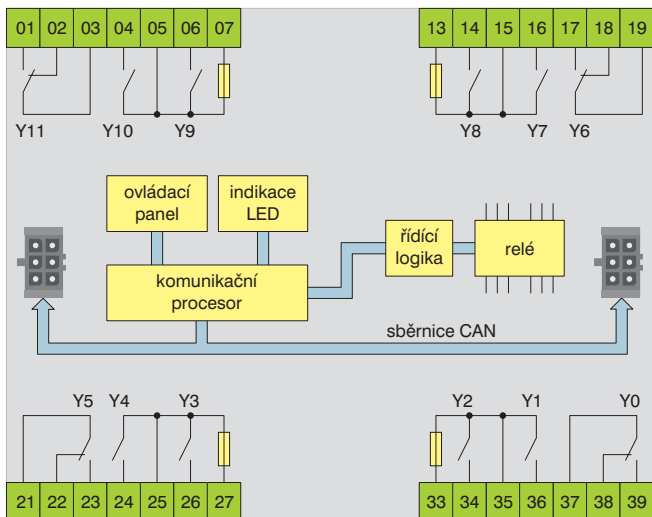 01 02 03 04 05 06 07
13 14 15 16 17 18 19
Y11 Y10 Y9
Y8 Y7 Y6
ovládací
panel
indikace
LED
řídící
logika
relé
komunikační
procesor
sběrnice CAN
Y5 Y4 Y3
Y2 Y1 Y0
21 22 23 24 25 26 27
33 34 35 36 37 38 39